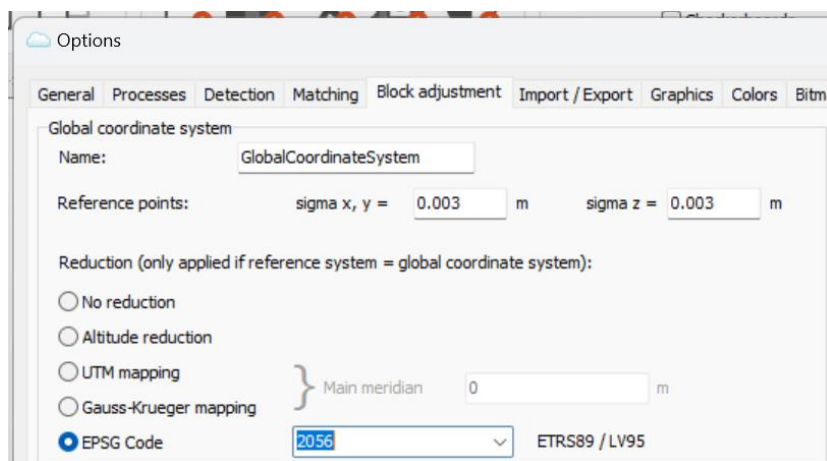 Options
General Processes Detection Matching Block adjustment Import / Export Graphics Colors Bitm
Global coordinate system
Name: GlobalCoordinateSystem
Reference points: sigma x, y = 0.003 m sigma z = 0.003 m
Reduction (only applied if reference system = global coordinate system):
No reduction
Altitude reduction
UTM mapping
Main meridian 0 m
Gauss-Krueger mapping
EPSG Code 2056 ETRS89 / LV95